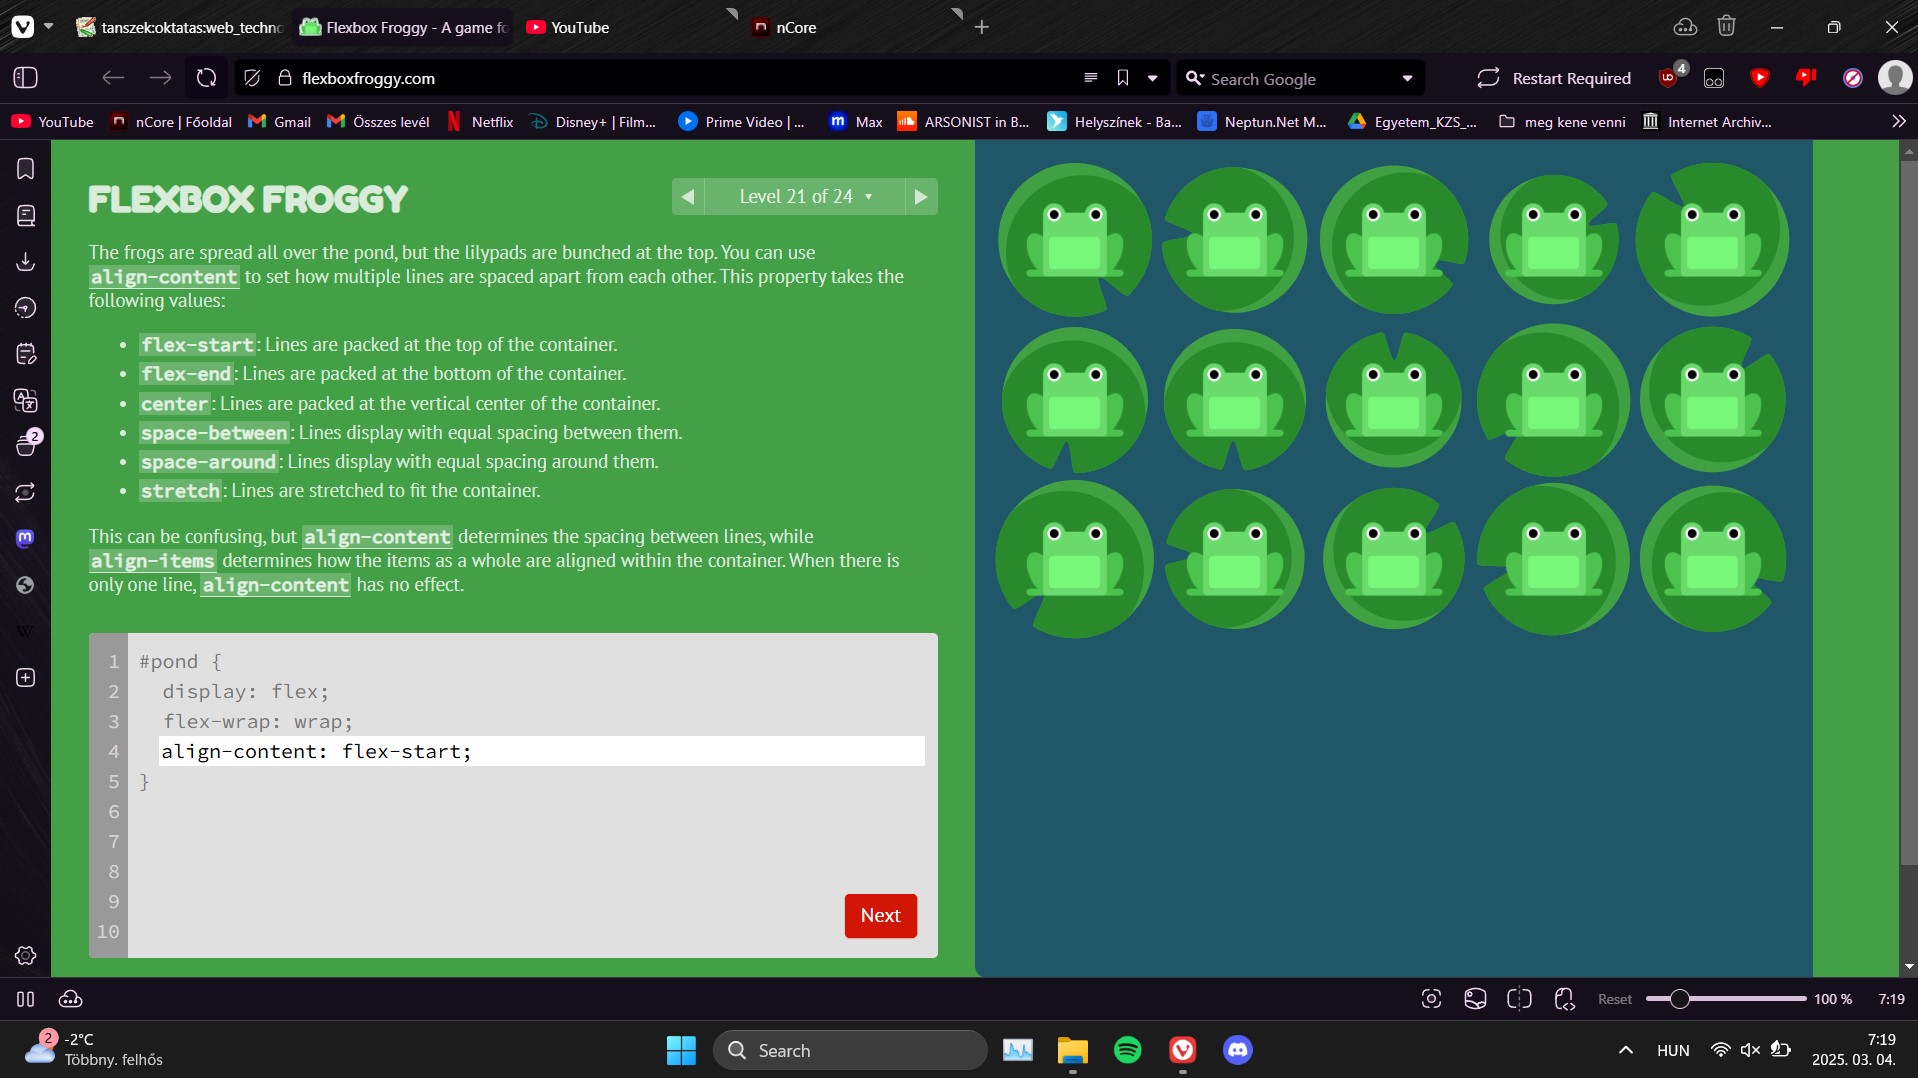 tanszek:oktatas:web_techno
Flexbox Froggy - A game fo
YouTube
nCore
flexboxfroggy.com
Search Google
Restart Required
4
YouTube
nCore | Főoldal
Gmail
Összes levél
Netflix
Disney+ | Film...
Prime Video | ...
Max
ARSONIST in B...
Helyszínek - Ba...
Neptun.Net M...
Egyetem_KZS_...
meg kene venni
Internet Archiv...
FLEXBOX FROGGY
Level 21 of 24
The frogs are spread all over the pond, but the lilypads are bunched at the top. You can use
align-content to set how multiple lines are spaced apart from each other. This property takes the
following values:
• flex-start: Lines are packed at the top of the container.
• flex-end: Lines are packed at the bottom of the container.
• center: Lines are packed at the vertical center of the container.
• space-between: Lines display with equal spacing between them.
• space-around: Lines display with equal spacing around them.
• stretch: Lines are stretched to fit the container.
This can be confusing, but align-content determines the spacing between lines, while
align-items determines how the items as a whole are aligned within the container. When there is
only one line, align-content has no effect.
1 #pond {
2 display: flex;
3 flex-wrap: wrap;
4 align-content: flex-start;
5 }
6
7
8
9
10
Next
2
W
Reset
100 %
7:19
2
-2°C
Többny. felhős
Search
HUN
7:19
2025. 03. 04.